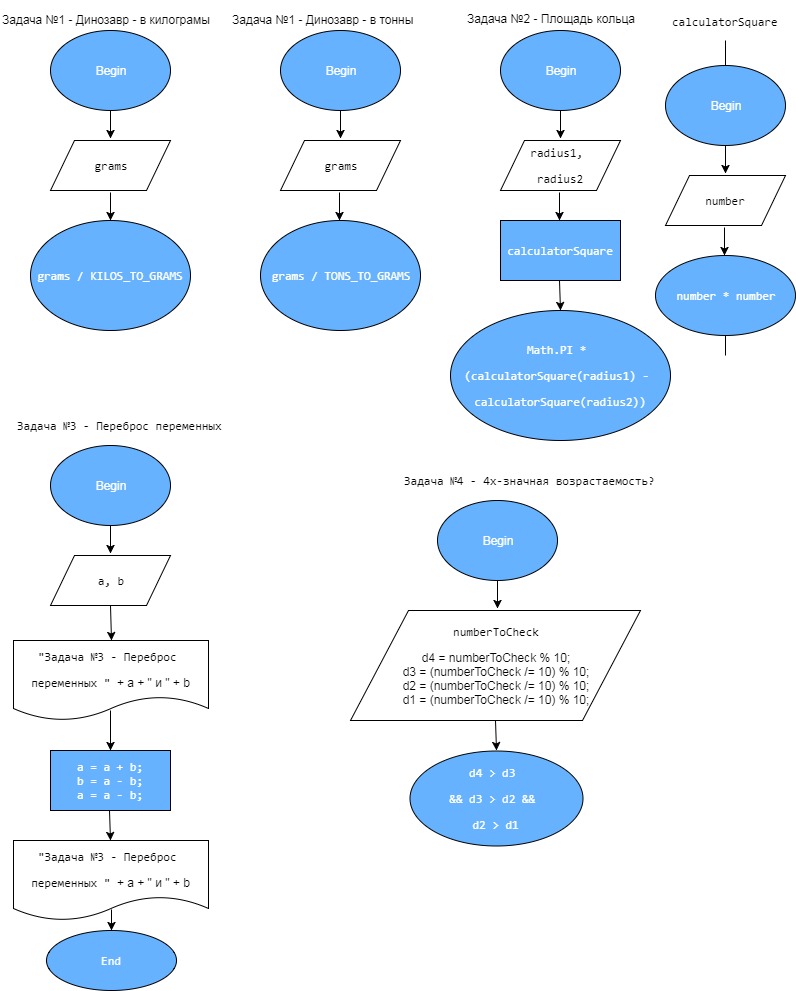 Задача №1 - Динозавр - в килограмы
Begin
grams
grams / KILOS_TO_GRAMS
Задача №1 - Динозавр - в тонны
Begin
grams
grams / TONS_TO_GRAMS
Задача №2 - Площадь кольца
Begin
radius1,
radius2
calculatorSquare
Math.PI *
(calculatorSquare(radius1) -
calculatorSquare(radius2))
calculatorSquare
Begin
number
number * number
Задача №3 - Переброс переменных
Begin
a, b
"Задача №3 - Переброс
переменных " + a + " и " + b
a = a + b;
b = a - b;
a = a - b;
"Задача №3 - Переброс
переменных " + a + " и " + b
End
Задача №4 - 4х-значная возрастаемость?
Begin
numberToCheck
d4 = numberToCheck % 10;
d3 = (numberToCheck /= 10) % 10;
d2 = (numberToCheck /= 10) % 10;
d1 = (numberToCheck /= 10) % 10;
d4 > d3
&& d3 > d2 &&
d2 > d1